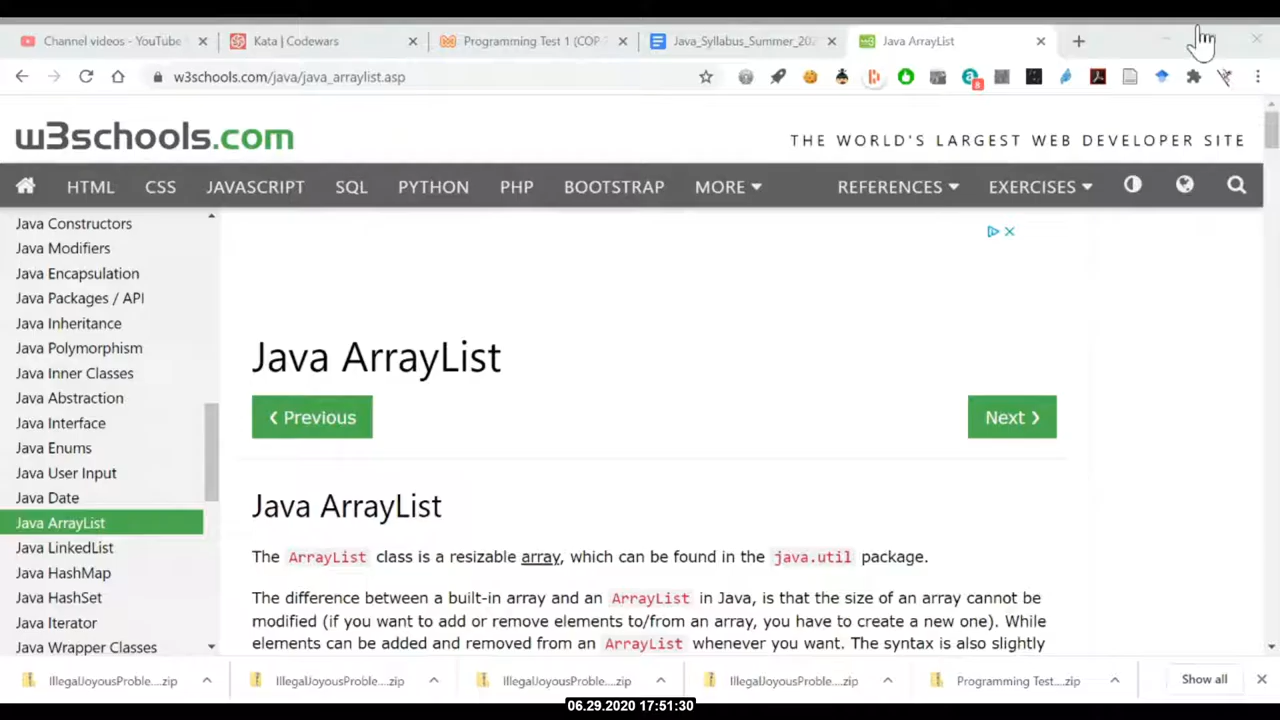 Channel videos - YouTube
Kata | Codewars
Programming Test 1 (COP
Java_Syllabus_Summer_202
Java ArrayList
w3schools.com/java/java_arraylist.asp
8
w3schools.com
THE WORLD'S LARGEST WEB DEVELOPER SITE
HTML CSS JAVASCRIPT SQL PYTHON PHP BOOTSTRAP MORE REFERENCES EXERCISES
Java Constructors
Java Modifiers
Java Encapsulation
Java Packages / API
Java Inheritance
Java Polymorphism
Java Inner Classes
Java Abstraction
Java Interface
Java Enums
Java User Input
Java Date
Java ArrayList
Java LinkedList
Java HashMap
Java HashSet
Java Iterator
Java Wrapper Classes
Java ArrayList
❮ Previous
Next ❯
Java ArrayList
The ArrayList class is a resizable array, which can be found in the java.util package.
The difference between a built-in array and an ArrayList in Java, is that the size of an array cannot be
modified (if you want to add or remove elements to/from an array, you have to create a new one). While
elements can be added and removed from an ArrayList whenever you want. The syntax is also slightly
IllegalJoyousProble....zip
IllegalJoyousProble....zip
IllegalJoyousProble....zip
IllegalJoyousProble....zip
Programming Test....zip
Show all
06.29.2020 17:51:30